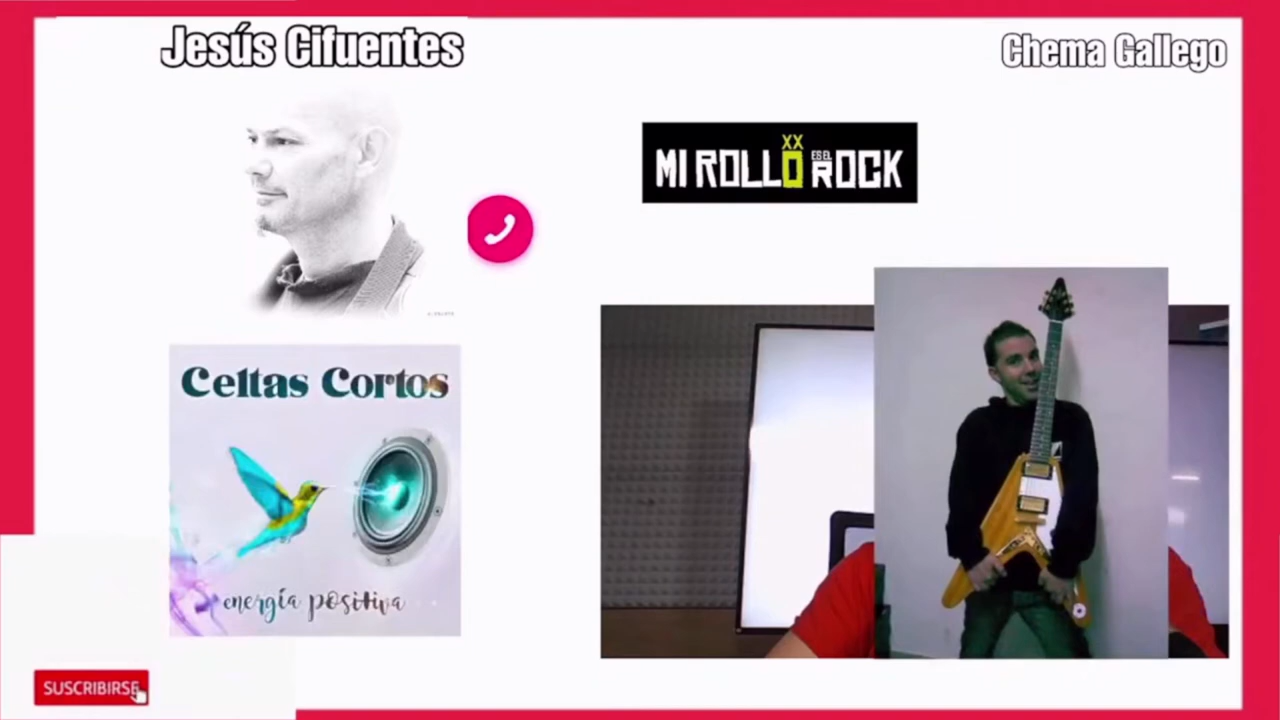 Jesús Cifuentes
Chema Gallego
MI ROLLO ES EL ROCK
XX
Celtas Cortos
energía positiva
SUSCRIBIRSE